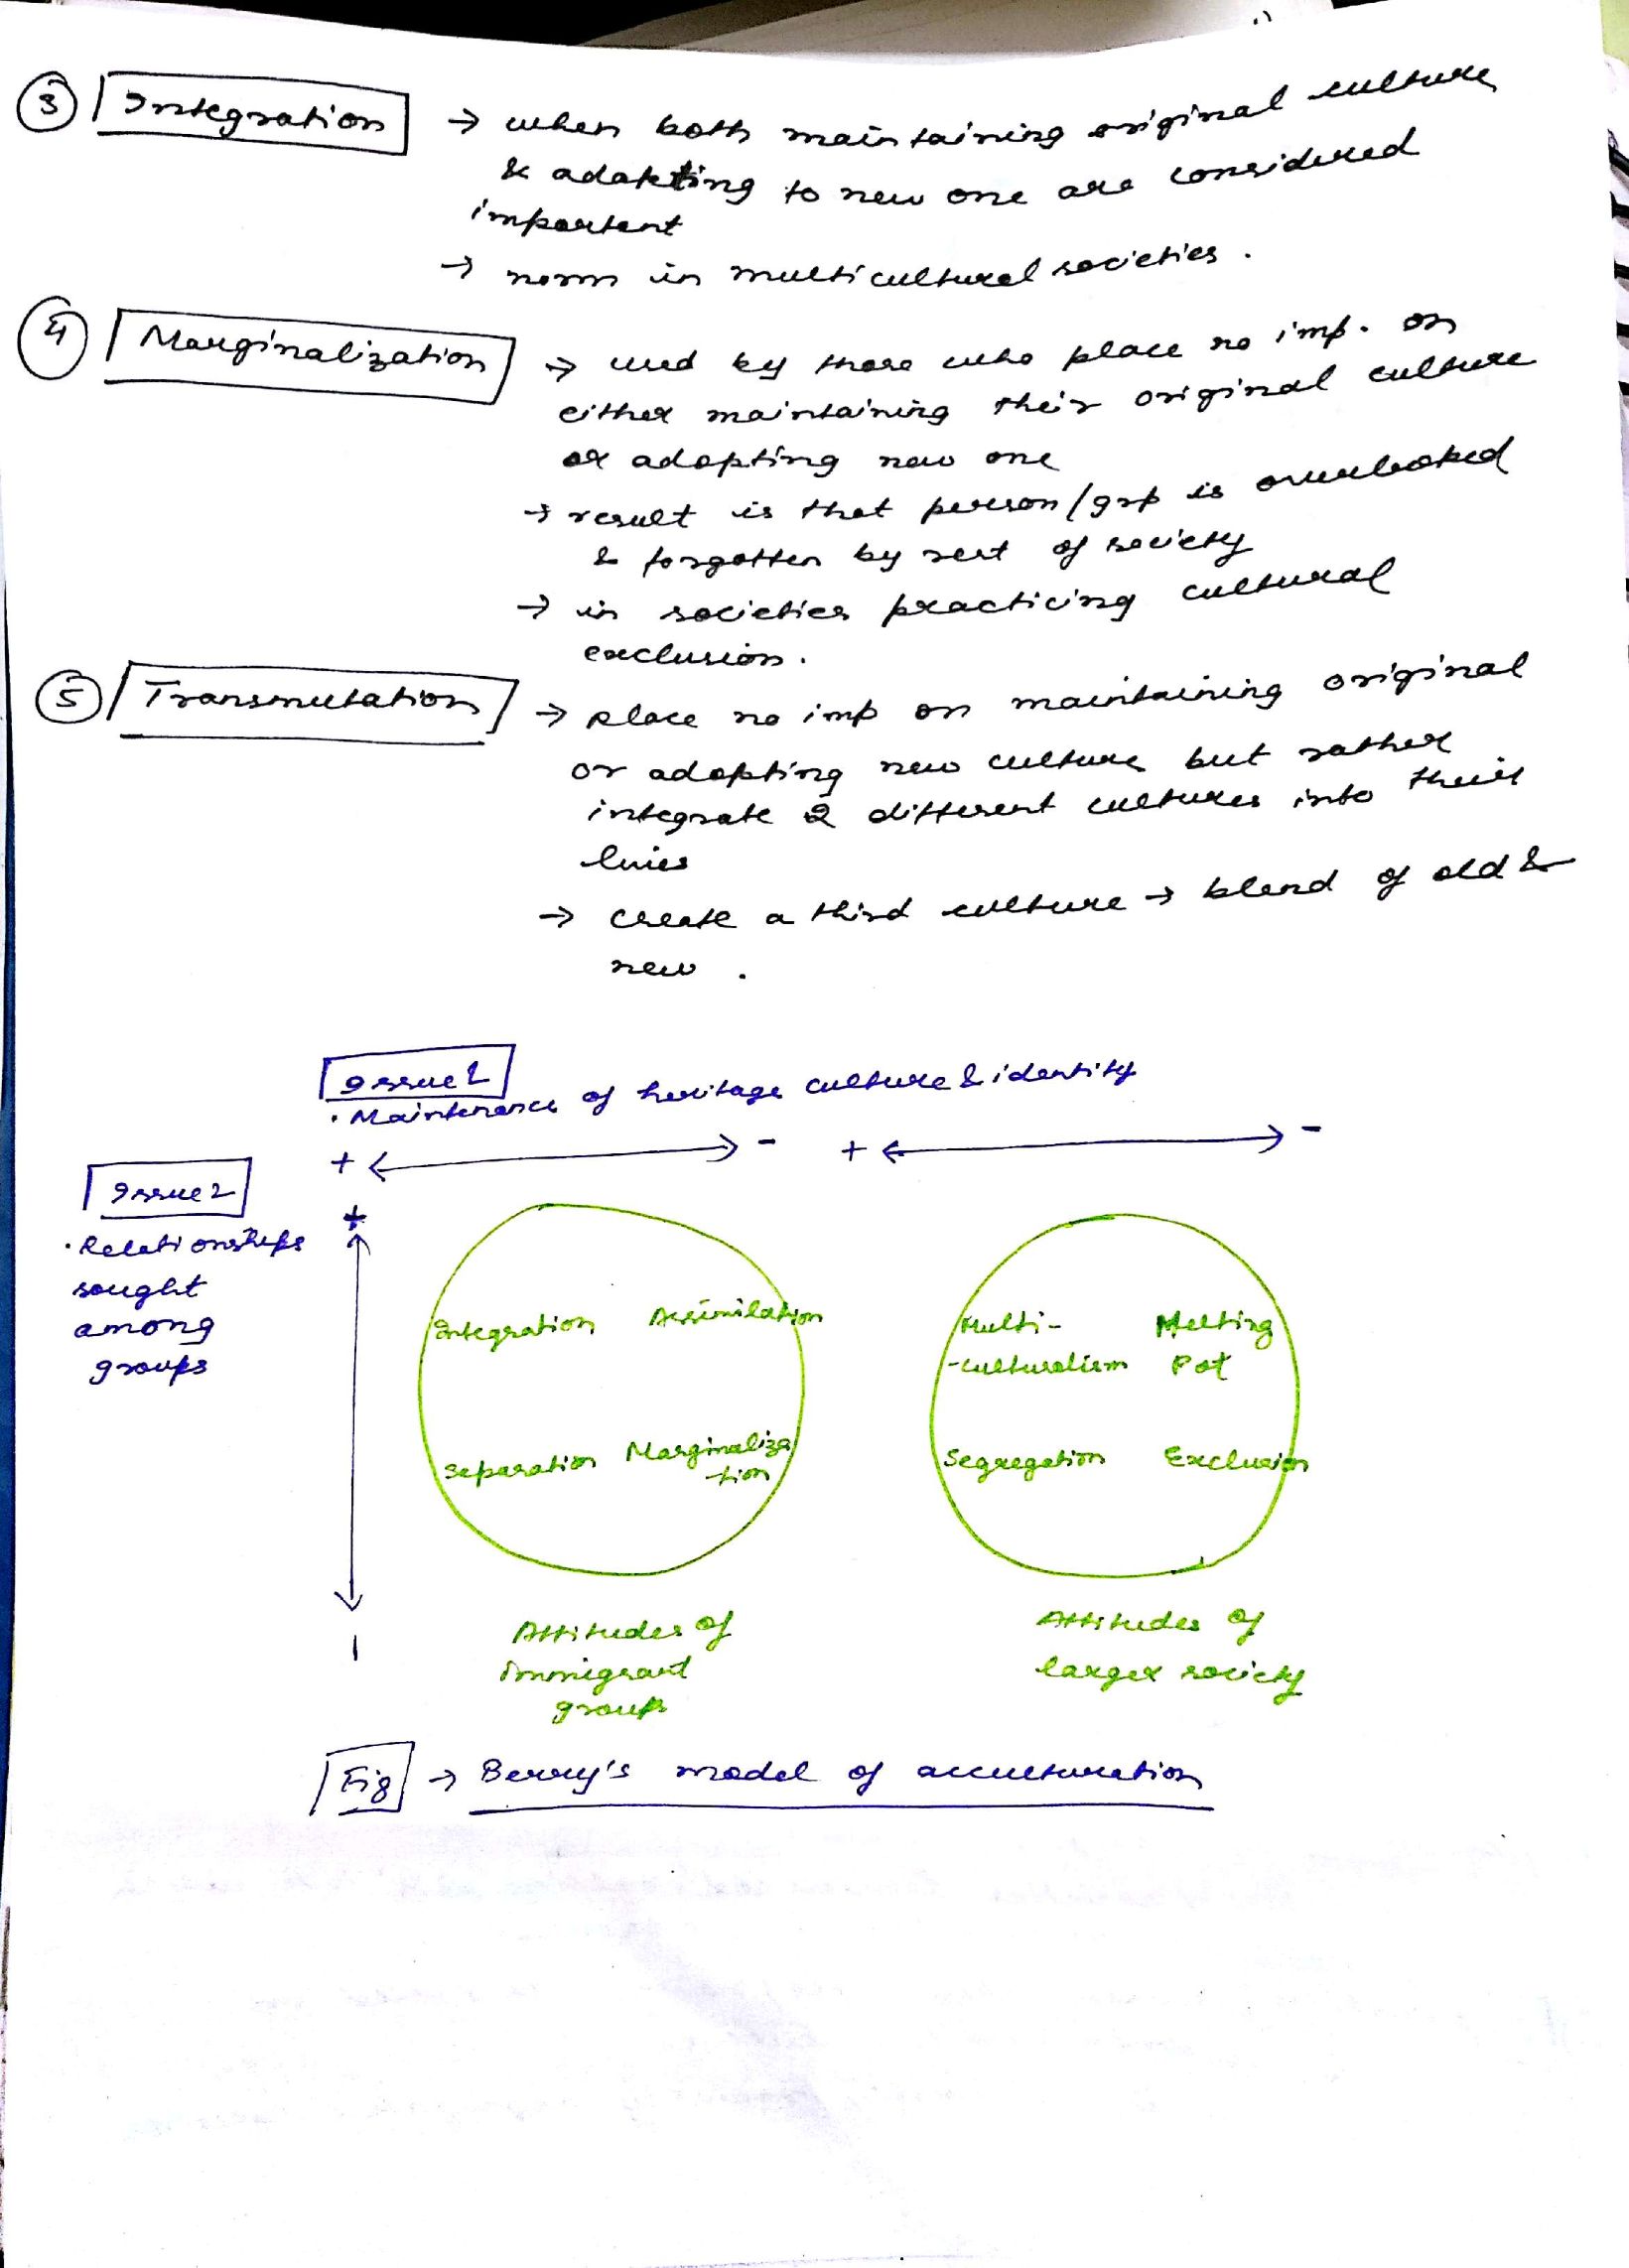 ③ Integration → when both maintaining original culture
& adapting to new one are considered
important
→ norm in multicultural societies.
④ Marginalization → used by those who place no imp. on
either maintaining their original culture
or adopting new one
→ result is that person/grp is overlooked
& forgotten by rest of society
→ in societies practicing cultural
exclusion.
⑤ Transmutation → place no imp on maintaining original
or adopting new culture but rather
integrate 2 different cultures into their
lives
→ create a third culture → blend of old &
new.
Issue 1
• Maintenance of heritage culture & identity
+ ⟷ - + ⟷ -
Issue 2
• Relationships
sought
among
groups
+
Integration Assimilation
Separation Marginaliza
-tion
Multi- Melting
-culturalism Pot
Segregation Exclusion
-
Attitudes of
Immigrant
groups
Attitudes of
larger society
Fig → Berry's model of acculturation